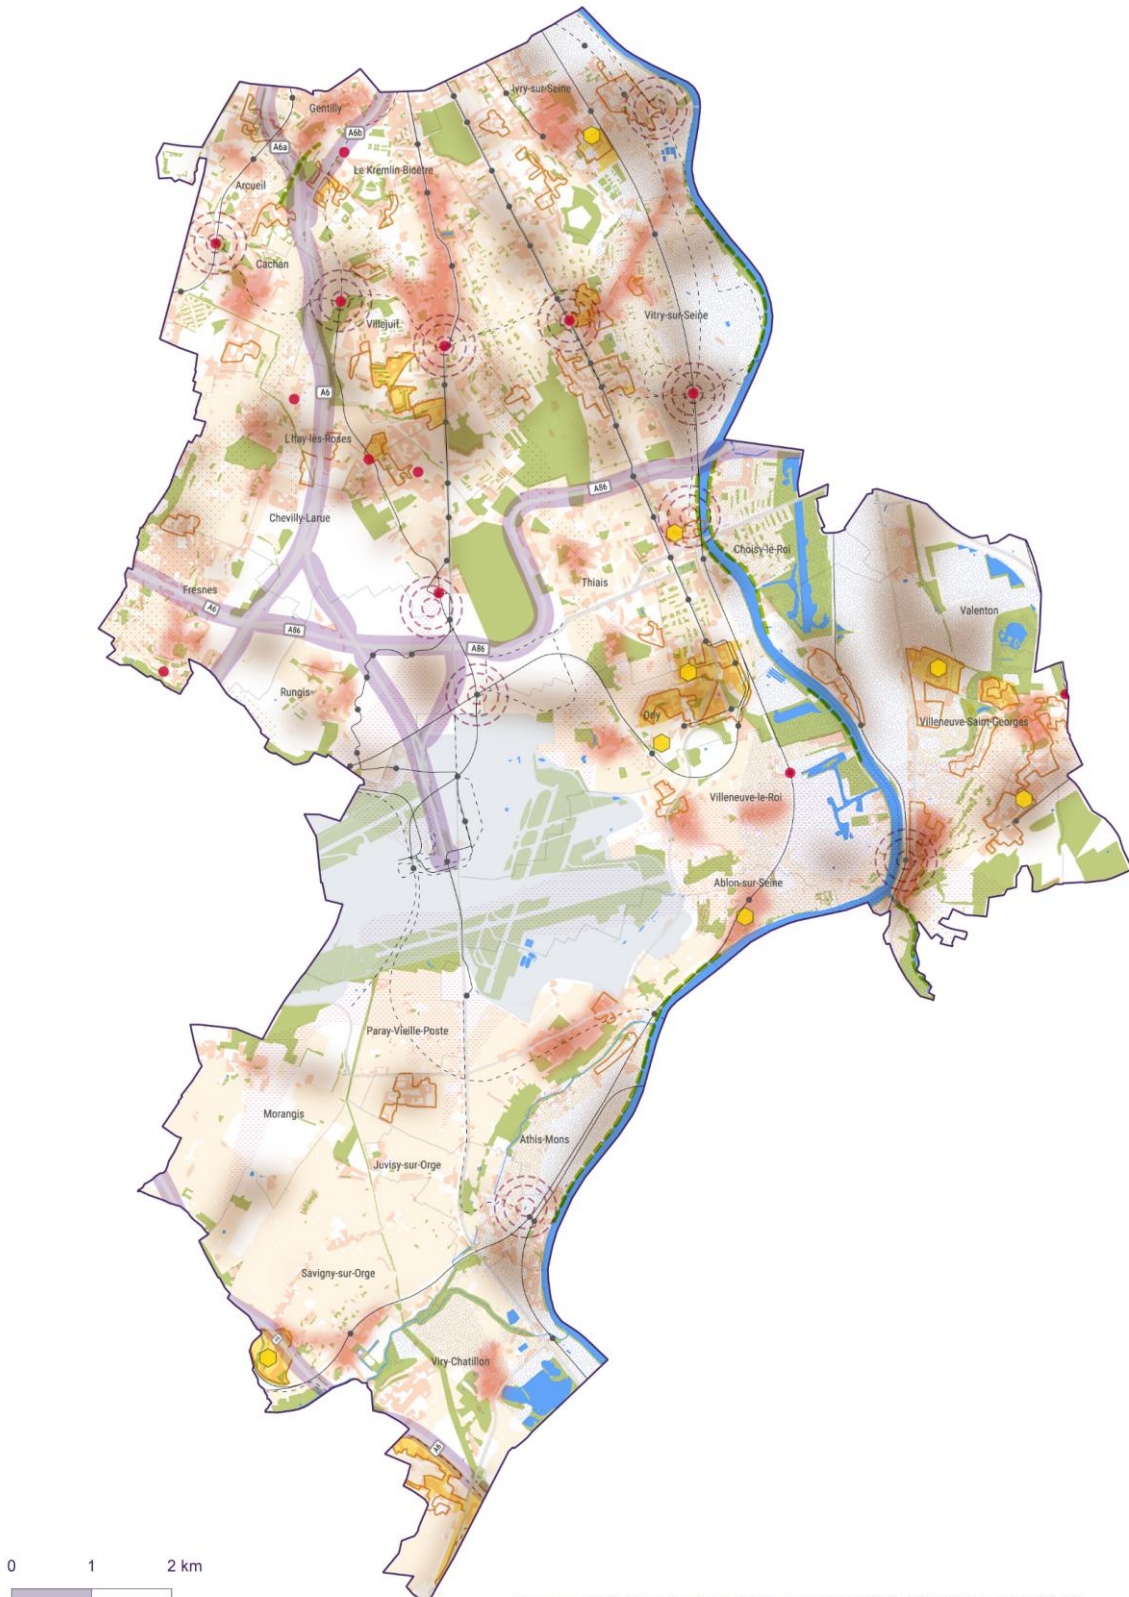 Ivry-sur-Seine
Gentilly
A6a
A6b
Le Kremlin-Bicêtre
Arcueil
Cachan
Villejuif
Vitry-sur-Seine
A6
L'Haÿ-les-Roses
A86
Chevilly-Larue
Choisy-le-Roi
Thiais
Fresnes
Valenton
A6
A86
A86
Rungis
Orly
Villeneuve-Saint-Georges
Villeneuve-le-Roi
Ablon-sur-Seine
Paray-Vieille-Poste
Morangis
Athis-Mons
Juvisy-sur-Orge
Savigny-sur-Orge
Viry-Chatillon
A6
0 1 2 km